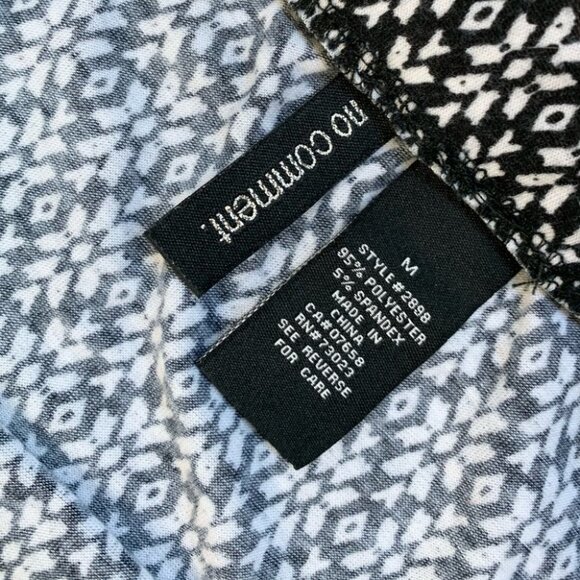 no comment.
M
STYLE#2898
95% POLYESTER
5% SPANDEX
MADE IN
CHINA
CA#07658
RN#73023
SEE REVERSE
FOR CARE